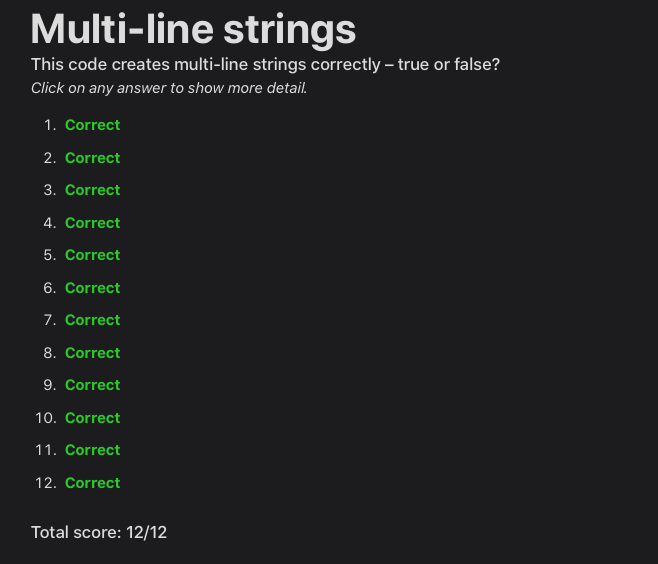 Multi-line strings
This code creates multi-line strings correctly – true or false?
Click on any answer to show more detail.
1. Correct
2. Correct
3. Correct
4. Correct
5. Correct
6. Correct
7. Correct
8. Correct
9. Correct
10. Correct
11. Correct
12. Correct
Total score: 12/12